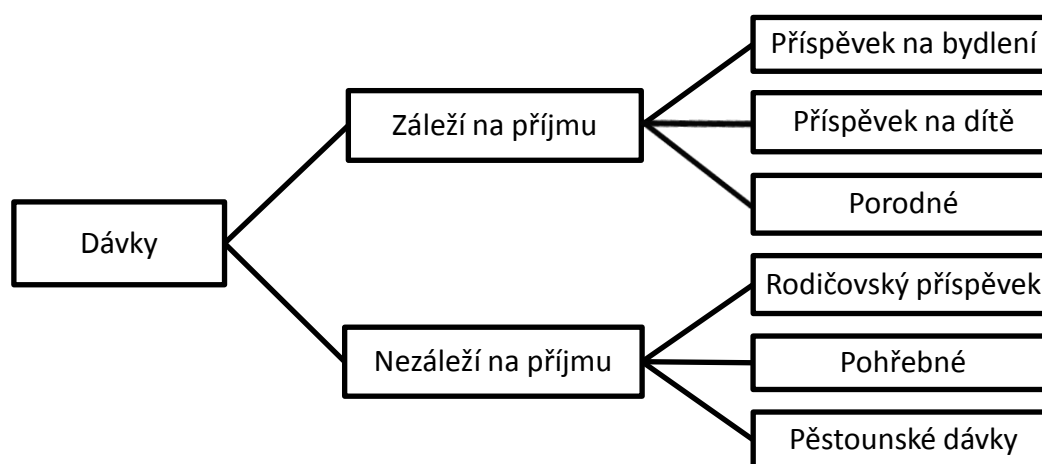 Dávky
Záleží na příjmu
Příspěvek na bydlení
Příspěvek na dítě
Porodné
Nezáleží na příjmu
Rodičovský příspěvek
Pohřebné
Pěstounské dávky